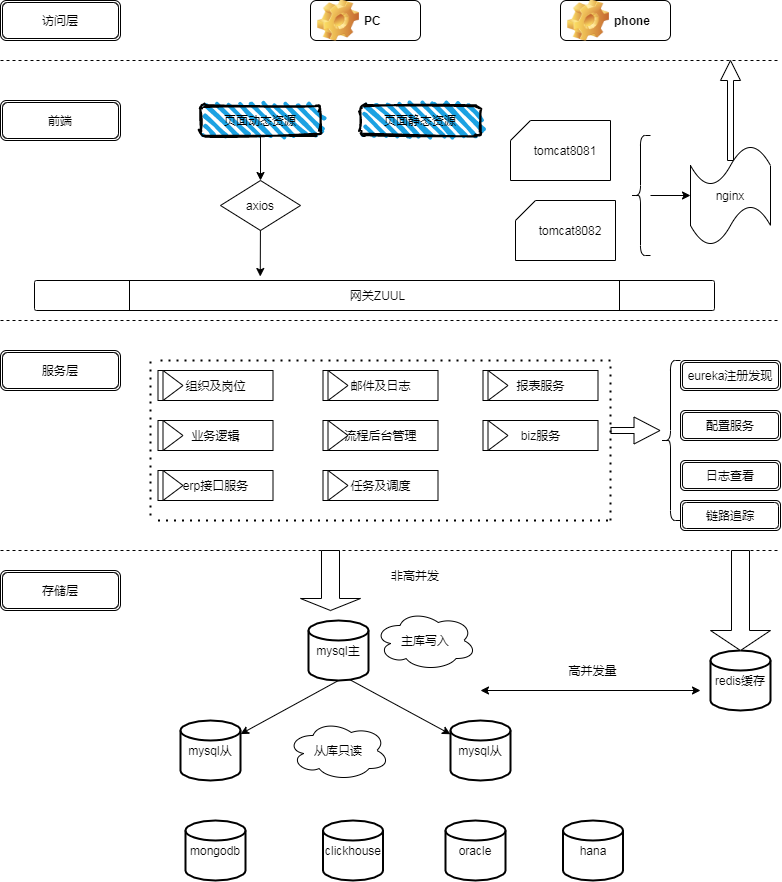 访问层
PC
phone
前端
页面动态资源
页面静态资源
tomcat8081
axios
nginx
tomcat8082
网关ZUUL
服务层
组织及岗位
邮件及日志
报表服务
eureka注册发现
业务逻辑
流程后台管理
biz服务
配置服务
erp接口服务
任务及调度
日志查看
链路追踪
存储层
非高并发
mysql主
主库写入
高并发量
redis缓存
mysql从
从库只读
mysql从
mongodb
clickhouse
oracle
hana